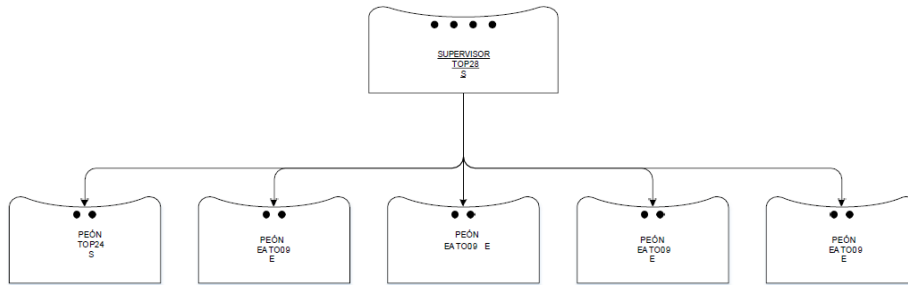 SUPERVISOR
TOP28
S
PEÓN
TOP24
S
PEÓN
EATO09
E
PEÓN
EATO09 E
PEÓN
EATO09
E
PEÓN
EATO09
E